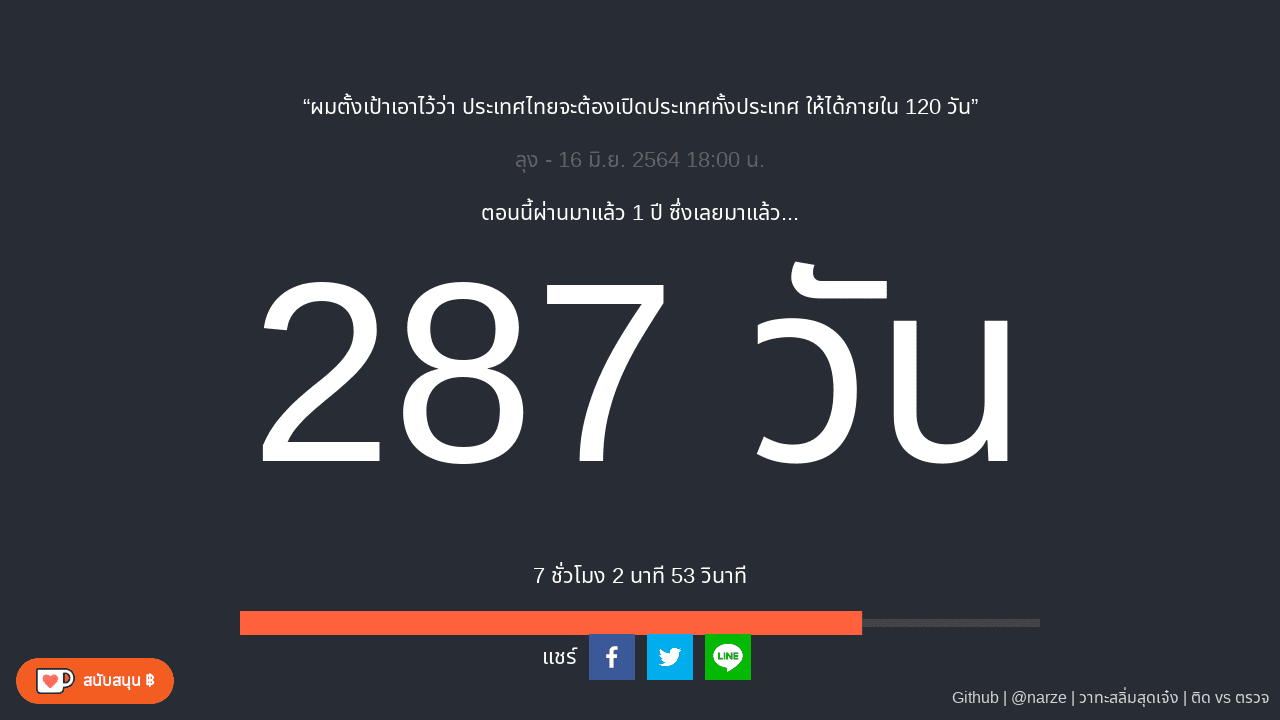 “ผมตั้งเป้าเอาไว้ว่า ประเทศไทยจะต้องเปิดประเทศทั้งประเทศ ให้ได้ภายใน 120 วัน”
ลุง - 16 มิ.ย. 2564 18:00 น.
ตอนนี้ผ่านมาแล้ว 1 ปี ซึ่งเลยมาแล้ว...
287 วัน
7 ชั่วโมง 2 นาที 53 วินาที
แชร์
LINE
สนับสนุน ฿
Github | @narze | วาทะสลิ่มสุดเจ๋ง | ติด vs ตรวจ